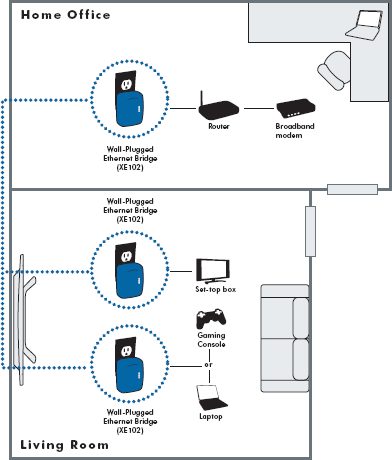 Home Office
Router
Broadband
modem
Wall-Plugged
Ethernet Bridge
(XE102)
Wall-Plugged
Ethernet Bridge
(XE102)
Set-top box
Gaming
Console
or
Laptop
Wall-Plugged
Ethernet Bridge
(XE102)
Living Room